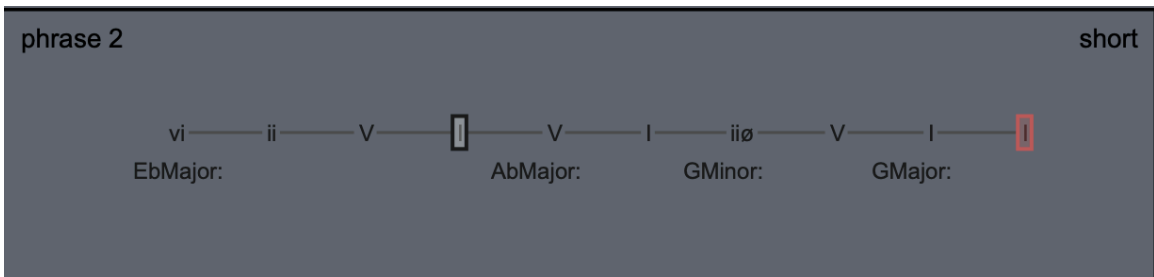 phrase 2 short
vi ii V I V I iiø V I I
EbMajor: AbMajor: GMinor: GMajor: